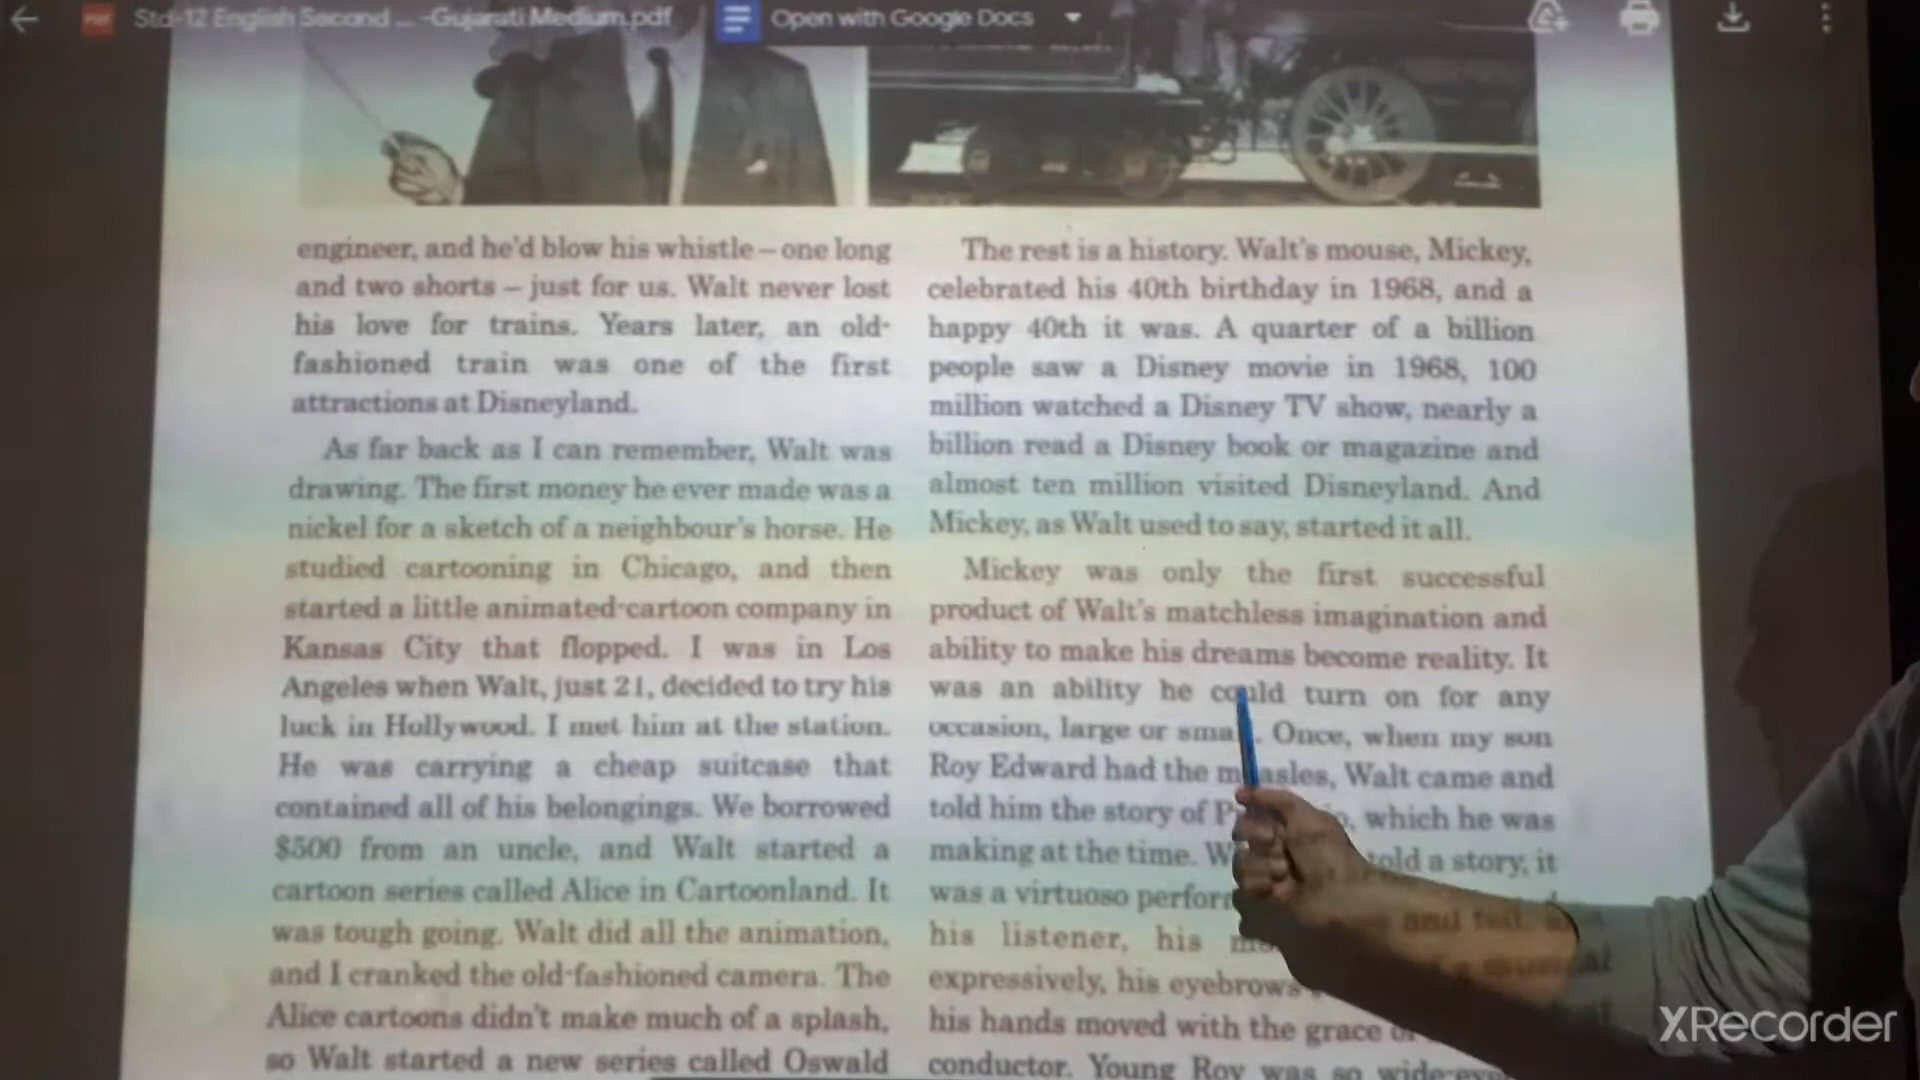 Std-12 English Second ... -Gujarati Medium.pdf
Open with Google Docs
engineer, and he'd blow his whistle – one long
and two shorts – just for us. Walt never lost
his love for trains. Years later, an old-
fashioned train was one of the first
attractions at Disneyland.
As far back as I can remember, Walt was
drawing. The first money he ever made was a
nickel for a sketch of a neighbour's horse. He
studied cartooning in Chicago, and then
started a little animated-cartoon company in
Kansas City that flopped. I was in Los
Angeles when Walt, just 21, decided to try his
luck in Hollywood. I met him at the station.
He was carrying a cheap suitcase that
contained all of his belongings. We borrowed
$500 from an uncle, and Walt started a
cartoon series called Alice in Cartoonland. It
was tough going. Walt did all the animation,
and I cranked the old-fashioned camera. The
Alice cartoons didn't make much of a splash,
so Walt started a new series called Oswald
The rest is a history. Walt's mouse, Mickey,
celebrated his 40th birthday in 1968, and a
happy 40th it was. A quarter of a billion
people saw a Disney movie in 1968, 100
million watched a Disney TV show, nearly a
billion read a Disney book or magazine and
almost ten million visited Disneyland. And
Mickey, as Walt used to say, started it all.
Mickey was only the first successful
product of Walt's matchless imagination and
ability to make his dreams become reality. It
was an ability he could turn on for any
occasion, large or small. Once, when my son
Roy Edward had the measles, Walt came and
told him the story of which he was
making at the time. told a story, it
was a virtuoso
his listener, his
expressively, his eyebrows
his hands moved with the grace
conductor. Young Roy was so
XRecorder